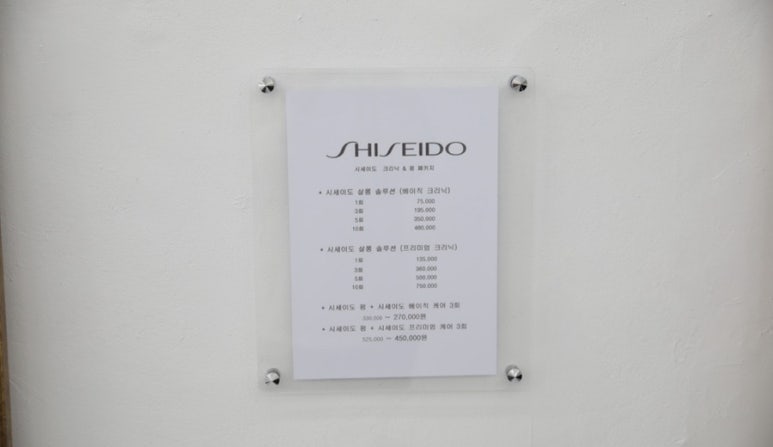 SHISEIDO
시세이도 크리닉 & 펌 패키지
* 시세이도 살롱 솔루션 (베이직 크리닉)
1회 75,000
3회 195,000
5회 350,000
10회 490,000
* 시세이도 살롱 솔루션 (프리미엄 크리닉)
1회 135,000
3회 360,000
5회 500,000
10회 750,000
* 시세이도 펌 + 시세이도 베이직 케어 3회
~ 270,000원
* 시세이도 펌 + 시세이도 프리미엄 케어 3회
525,000 ~ 450,000원